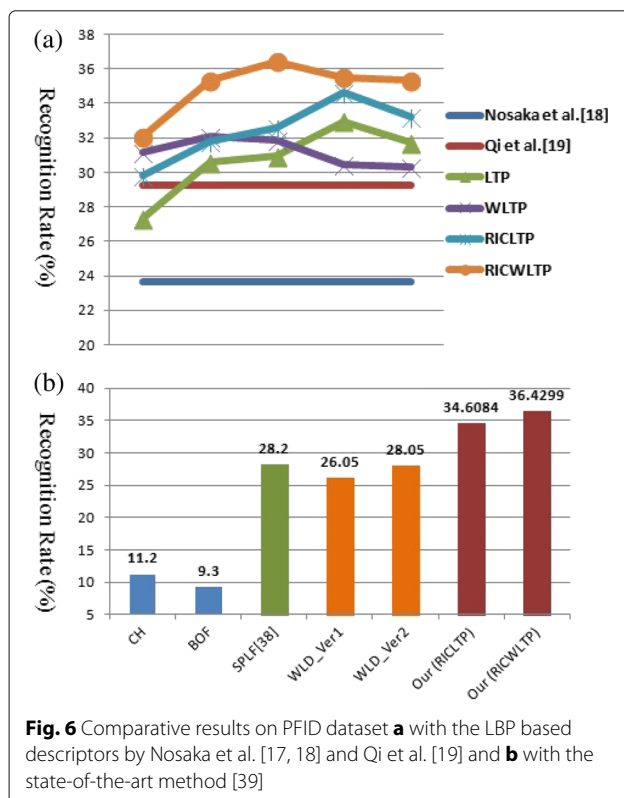 (a)
Recognition Rate (%)
38
36
34
32
30
28
26
24
22
20
Nosaka et al.[18]
Qi et al.[19]
LTP
WLTP
RICLTP
RICWLTP
(b)
Recognition Rate (%)
40
35
30
25
20
15
10
5
11.2
9.3
28.2
26.05
28.05
34.6084
36.4299
CH
BOF
SPLF[38]
WLD_Ver1
WLD_Ver2
Our (RICLTP)
Our (RICWLTP)
Fig. 6 Comparative results on PFID dataset a with the LBP based
descriptors by Nosaka et al. [17, 18] and Qi et al. [19] and b with the
state-of-the-art method [39]